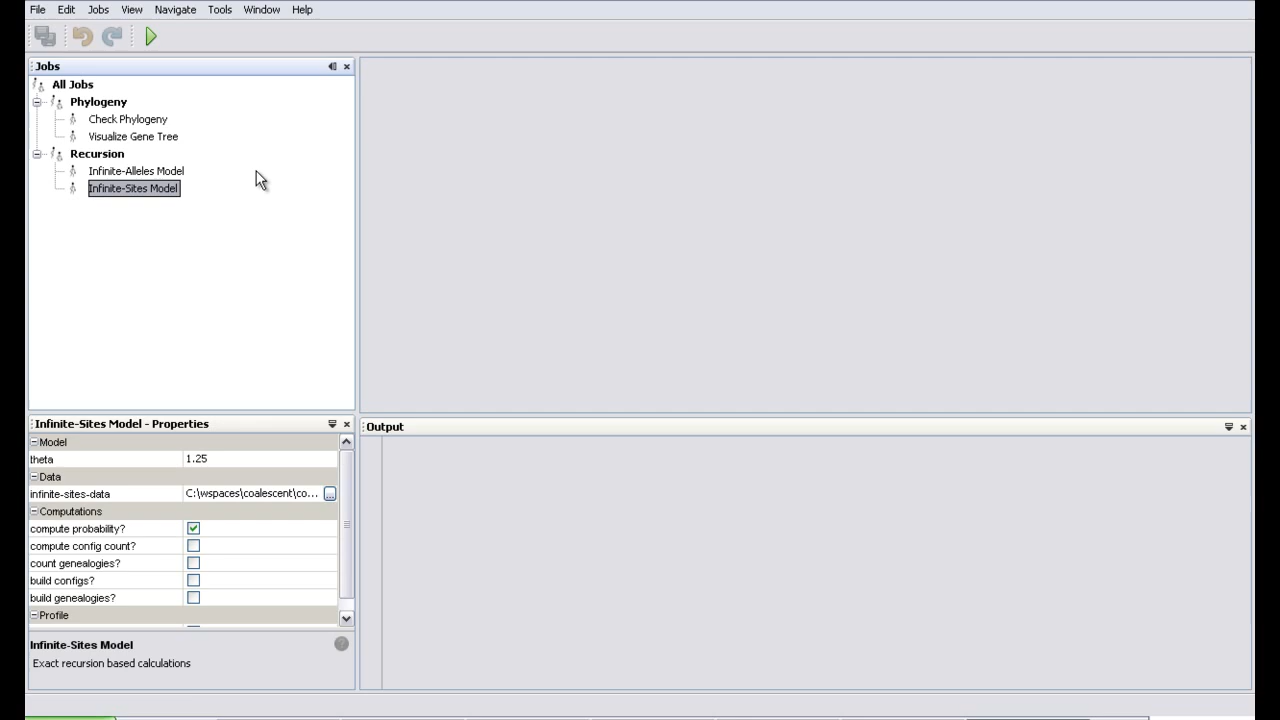 File Edit Jobs View Navigate Tools Window Help
Jobs
All Jobs
Phylogeny
Check Phylogeny
Visualize Gene Tree
Recursion
Infinite-Alleles Model
Infinite-Sites Model
Infinite-Sites Model - Properties
Model
theta 1.25
Data
infinite-sites-data C:\wspaces\coalescent\co... ...
Computations
compute probability?
compute config count?
count genealogies?
build configs?
build genealogies?
Profile
Infinite-Sites Model
?
Exact recursion based calculations
Output